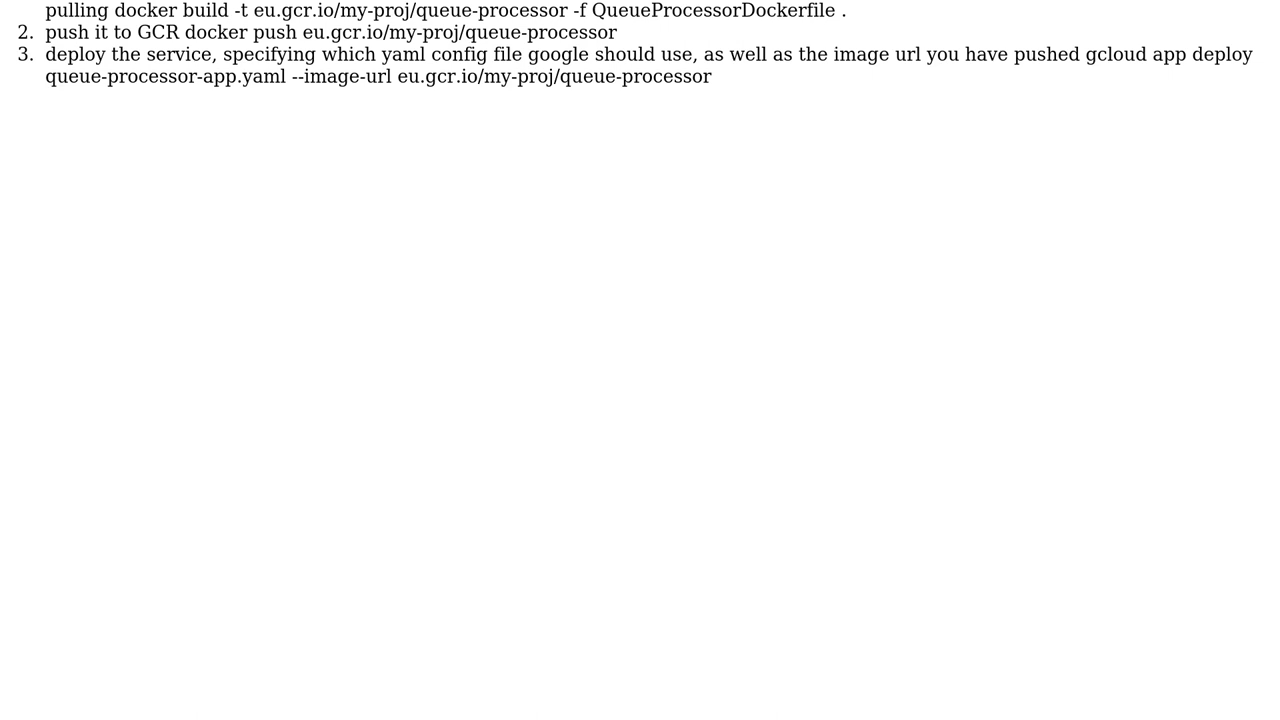 pulling docker build -t eu.gcr.io/my-proj/queue-processor -f QueueProcessorDockerfile .
2. push it to GCR docker push eu.gcr.io/my-proj/queue-processor
3. deploy the service, specifying which yaml config file google should use, as well as the image url you have pushed gcloud app deploy
queue-processor-app.yaml --image-url eu.gcr.io/my-proj/queue-processor